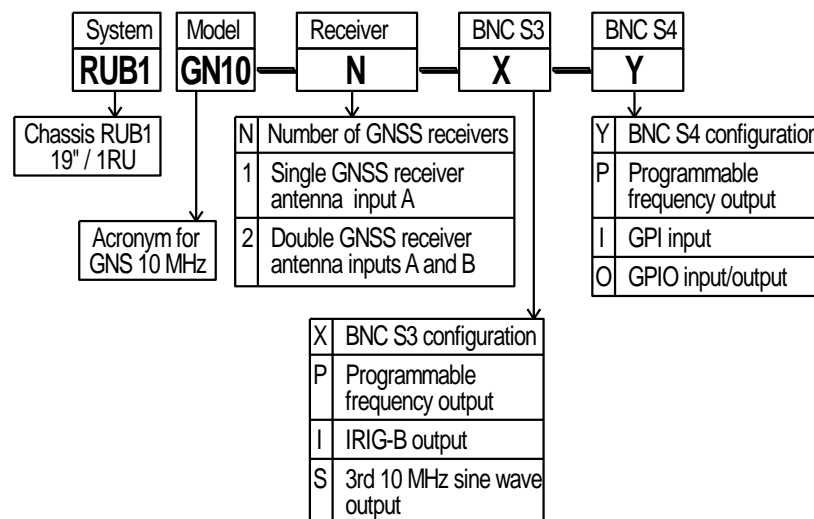 System Model Receiver BNC S3 BNC S4
RUB1 GN10 N X Y
Chassis RUB1
19" / 1RU
Acronym for
GNS 10 MHz
N Number of GNSS receivers
1 Single GNSS receiver
antenna input A
2 Double GNSS receiver
antenna inputs A and B
X BNC S3 configuration
P Programmable
frequency output
I IRIG-B output
S 3rd 10 MHz sine wave
output
Y BNC S4 configuration
P Programmable
frequency output
I GPI input
O GPIO input/output